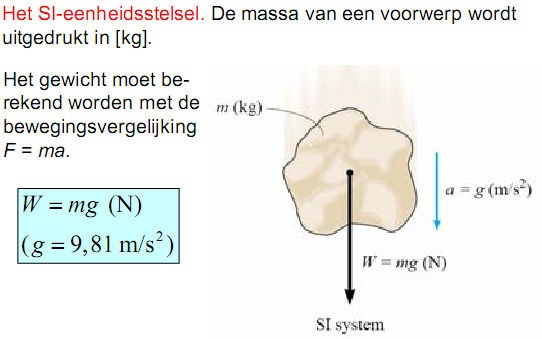 Het SI-eenheidsstelsel. De massa van een voorwerp wordt
uitgedrukt in [kg].
Het gewicht moet be-
rekend worden met de
bewegingsvergelijking
F = ma.
W = mg (N)
(g = 9,81 m/s²)
m (kg)
a = g (m/s²)
W = mg (N)
SI system